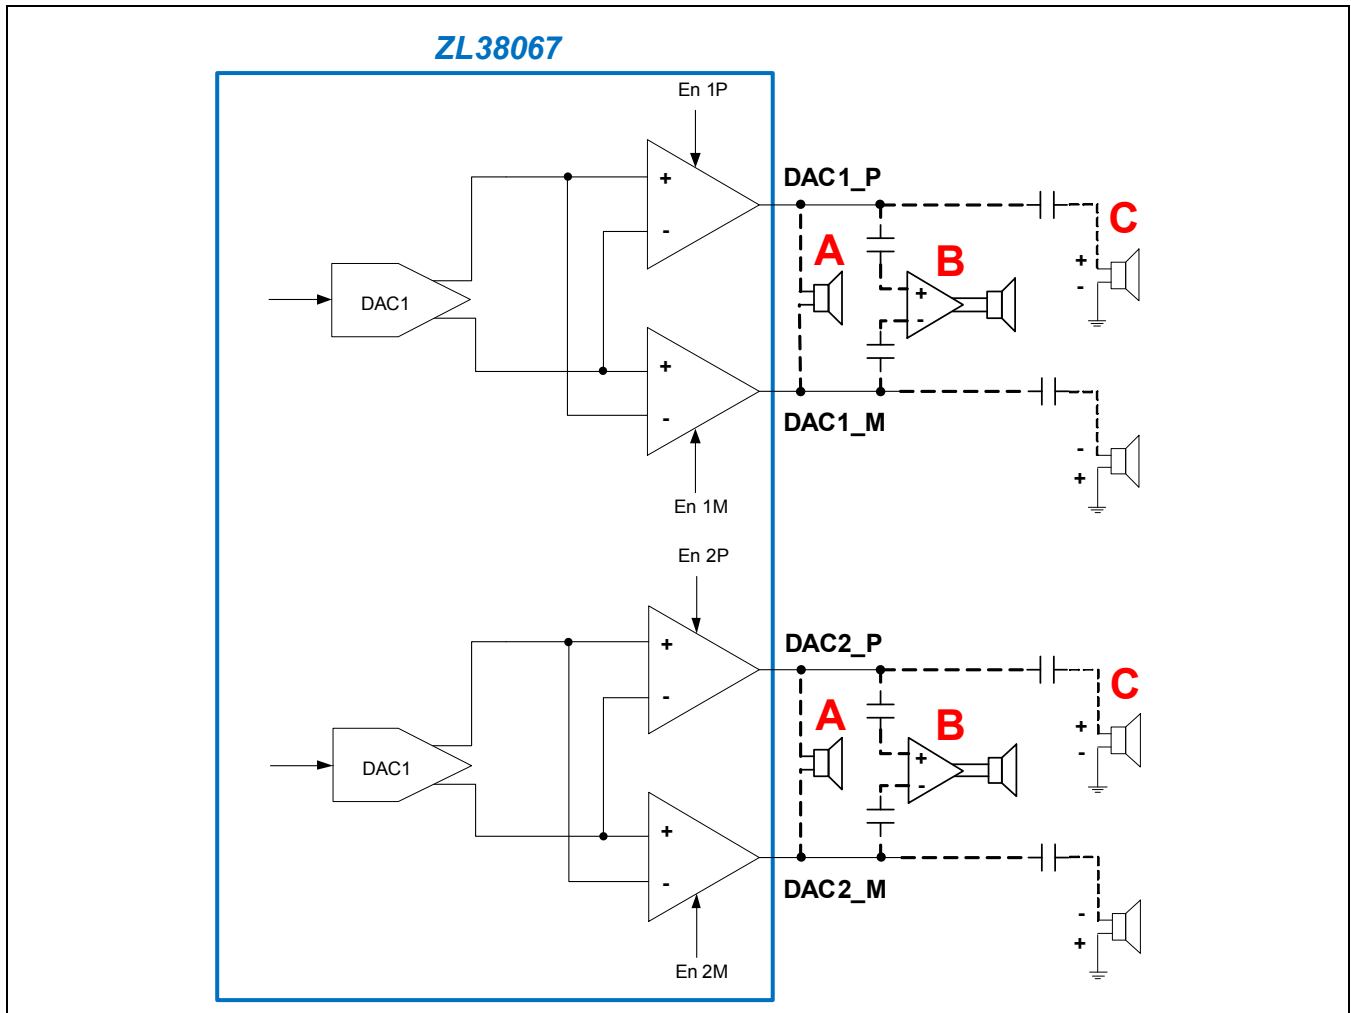 ZL38067
En 1P
DAC1_P
+
-
A
B
C
+
-
+
-
DAC1
+
-
DAC1_M
-
+
En 1M
En 2P
DAC2_P
+
-
A
B
C
+
-
+
-
DAC1
+
-
DAC2_M
-
+
En 2M